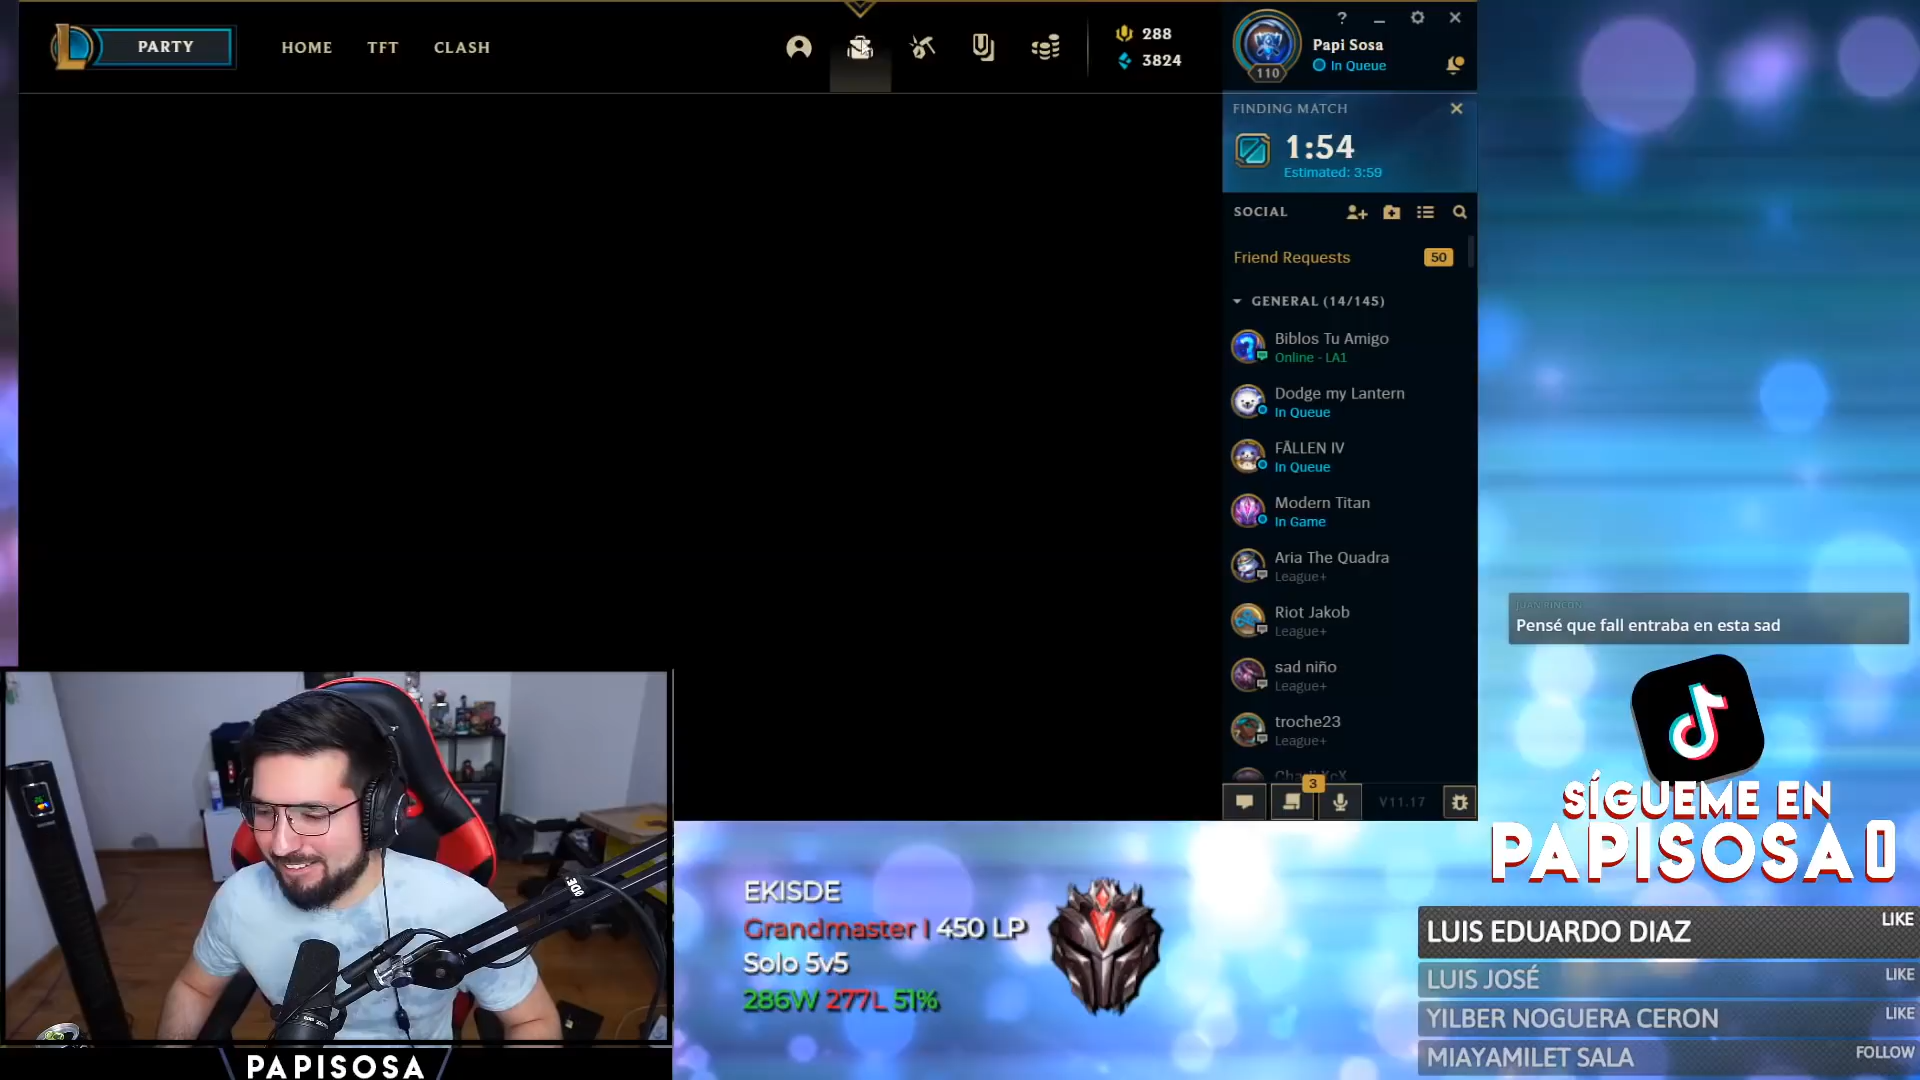 PARTY
HOME
TFT
CLASH
288
3824
110
Papi Sosa
In Queue
FINDING MATCH
1:54
Estimated: 3:59
SOCIAL
Friend Requests
50
GENERAL (14/145)
Biblos Tu Amigo
Online - LA1
Dodge my Lantern
In Queue
FÄLLEN IV
In Queue
Modern Titan
In Game
Aria The Quadra
League+
Riot Jakob
League+
sad niño
League+
troche23
League+
3
V11.17
JUANRINCON
Pensé que fall entraba en esta sad
SÍGUEME EN
PAPISOSA0
EKISDE
Grandmaster I 450 LP
Solo 5v5
286W 277L 51%
LUIS EDUARDO DIAZ LIKE
LUIS JOSÉ LIKE
YILBER NOGUERA CERON LIKE
MIAYAMILET SALA FOLLOW
PAPISOSA